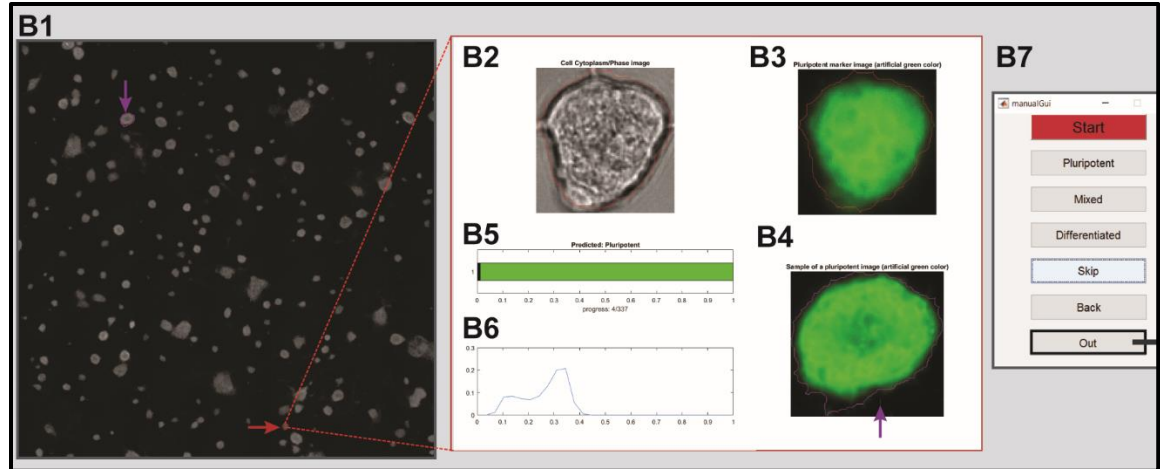 B1
B2
Cell Cytoplasm/Phase image
B3
Pluripotent marker image (artificial green color)
B4
Sample of a pluripotent image (artificial green color)
B5
Predicted: Pluripotent
1
0 0.1 0.2 0.3 0.4 0.5 0.6 0.7 0.8 0.9 1
progress: 4/337
B6
0.3
0.2
0.1
0
0 0.1 0.2 0.3 0.4 0.5 0.6 0.7 0.8 0.9 1
B7
manualGui
Start
Pluripotent
Mixed
Differentiated
Skip
Back
Out